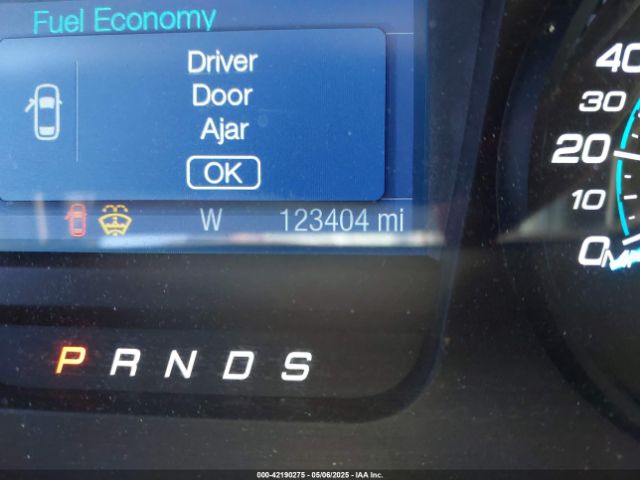 Fuel Economy
Driver
Door
Ajar
OK
W 123404 mi
40
30
20
10
0
P R N D S
000-42190275 - 05/06/2025 - IAA Inc.